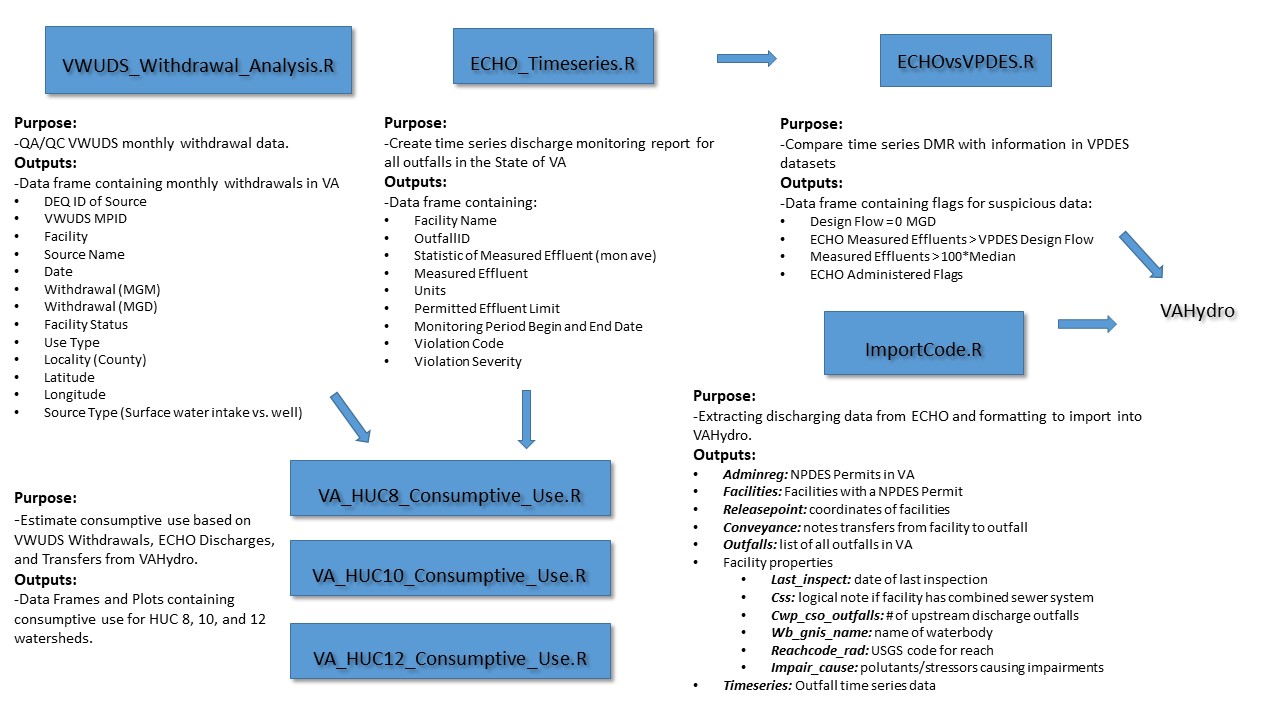 VWUDS_Withdrawal_Analysis.R
Purpose:
-QA/QC VWUDS monthly withdrawal data.
Outputs:
-Data frame containing monthly withdrawals in VA
• DEQ ID of Source
• VWUDS MPID
• Facility
• Source Name
• Date
• Withdrawal (MGM)
• Withdrawal (MGD)
• Facility Status
• Use Type
• Locality (County)
• Latitude
• Longitude
• Source Type (Surface water intake vs. well)
ECHO_Timeseries.R
Purpose:
-Create time series discharge monitoring report for
all outfalls in the State of VA
Outputs:
-Data frame containing:
• Facility Name
• OutfallID
• Statistic of Measured Effluent (mon ave)
• Measured Effluent
• Units
• Permitted Effluent Limit
• Monitoring Period Begin and End Date
• Violation Code
• Violation Severity
ECHOvsVPDES.R
Purpose:
-Compare time series DMR with information in VPDES
datasets
Outputs:
-Data frame containing flags for suspicious data:
• Design Flow = 0 MGD
• ECHO Measured Effluents > VPDES Design Flow
• Measured Effluents >100*Median
• ECHO Administered Flags
VAHydro
ImportCode.R
Purpose:
-Extracting discharging data from ECHO and formatting to import into
VAHydro.
Outputs:
• Adminreg: NPDES Permits in VA
• Facilities: Facilities with a NPDES Permit
• Releasepoint: coordinates of facilities
• Conveyance: notes transfers from facility to outfall
• Outfalls: list of all outfalls in VA
• Facility properties
• Last_inspect: date of last inspection
• Css: logical note if facility has combined sewer system
• Cwp_cso_outfalls: # of upstream discharge outfalls
• Wb_gnis_name: name of waterbody
• Reachcode_rad: USGS code for reach
• Impair_cause: polutants/stressors causing impairments
• Timeseries: Outfall time series data
Purpose:
-Estimate consumptive use based on
VWUDS Withdrawals, ECHO Discharges,
and Transfers from VAHydro.
Outputs:
-Data Frames and Plots containing
consumptive use for HUC 8, 10, and 12
watersheds.
VA_HUC8_Consumptive_Use.R
VA_HUC10_Consumptive_Use.R
VA_HUC12_Consumptive_Use.R